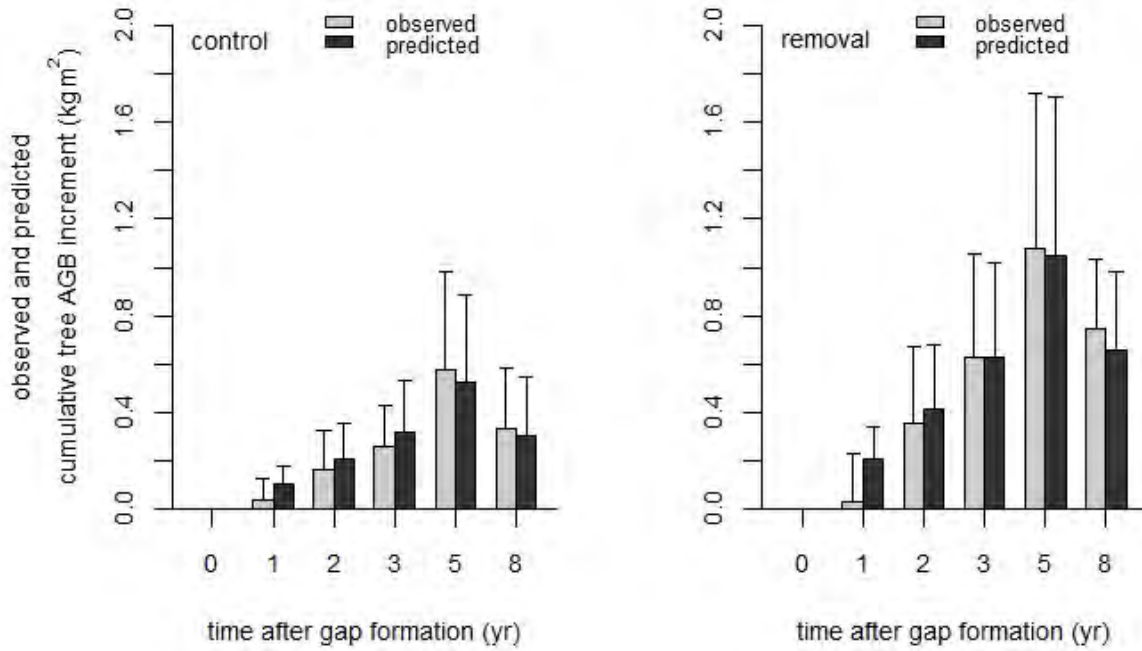 observed and predicted
cumulative tree AGB increment (kgm²)
2.0
1.6
1.2
0.8
0.4
0.0
control
observed
predicted
0 1 2 3 5 8
time after gap formation (yr)
2.0
1.6
1.2
0.8
0.4
0.0
removal
observed
predicted
0 1 2 3 5 8
time after gap formation (yr)